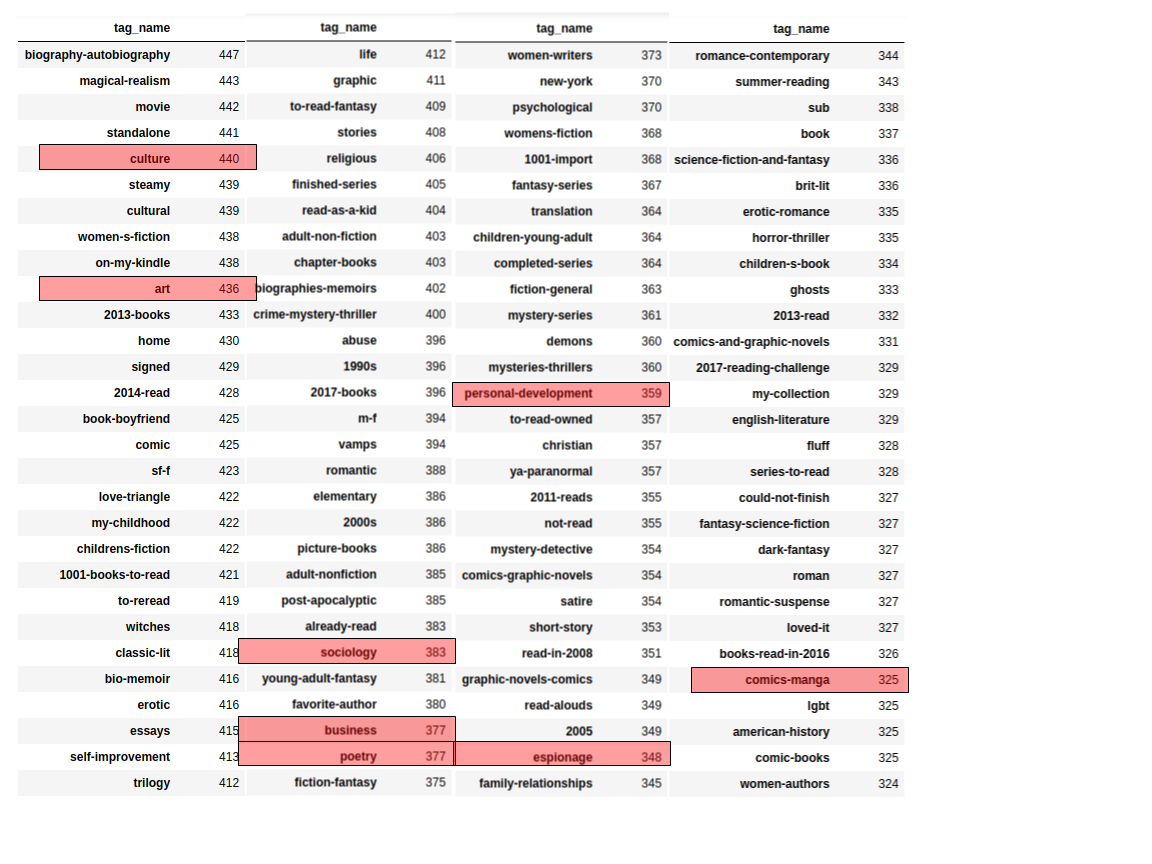 tag_name tag_name tag_name tag_name
biography-autobiography 447 life 412 women-writers 373 romance-contemporary 344
magical-realism 443 graphic 411 new-york 370 summer-reading 343
movie 442 to-read-fantasy 409 psychological 370 sub 338
standalone 441 stories 408 womens-fiction 368 book 337
culture 440 religious 406 1001-import 368 science-fiction-and-fantasy 336
steamy 439 finished-series 405 fantasy-series 367 brit-lit 336
cultural 439 read-as-a-kid 404 translation 364 erotic-romance 335
women-s-fiction 438 adult-non-fiction 403 children-young-adult 364 horror-thriller 335
on-my-kindle 438 chapter-books 403 completed-series 364 children-s-book 334
art 436 biographies-memoirs 402 fiction-general 363 ghosts 333
2013-books 433 crime-mystery-thriller 400 mystery-series 361 2013-read 332
home 430 abuse 396 demons 360 comics-and-graphic-novels 331
signed 429 1990s 396 mysteries-thrillers 360 2017-reading-challenge 329
2014-read 428 2017-books 396 personal-development 359 my-collection 329
book-boyfriend 425 m-f 394 to-read-owned 357 english-literature 329
comic 425 vamps 394 christian 357 fluff 328
sf-f 423 romantic 388 ya-paranormal 357 series-to-read 328
love-triangle 422 elementary 386 2011-reads 355 could-not-finish 327
my-childhood 422 2000s 386 not-read 355 fantasy-science-fiction 327
childrens-fiction 422 picture-books 386 mystery-detective 354 dark-fantasy 327
1001-books-to-read 421 adult-nonfiction 385 comics-graphic-novels 354 roman 327
to-reread 419 post-apocalyptic 385 satire 354 romantic-suspense 327
witches 418 already-read 383 short-story 353 loved-it 327
classic-lit 418 sociology 383 read-in-2008 351 books-read-in-2016 326
bio-memoir 416 young-adult-fantasy 381 graphic-novels-comics 349 comics-manga 325
erotic 416 favorite-author 380 read-alouds 349 lgbt 325
essays 415 business 377 2005 349 american-history 325
self-improvement 413 poetry 377 espionage 348 comic-books 325
trilogy 412 fiction-fantasy 375 family-relationships 345 women-authors 324